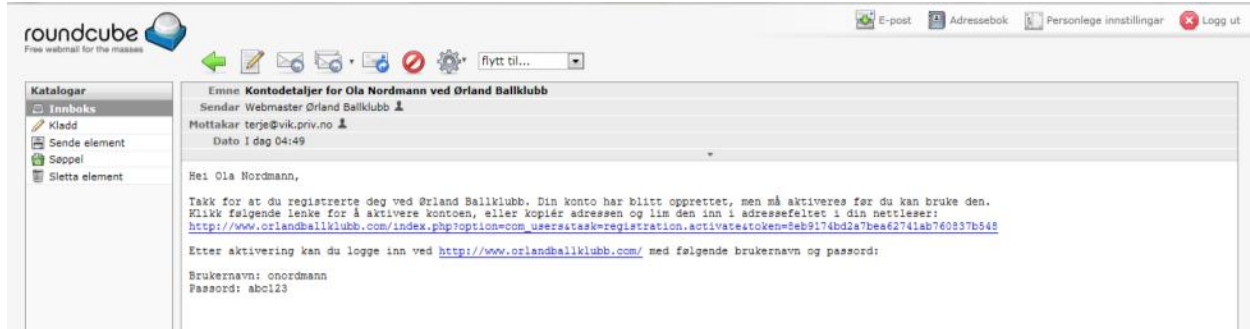 roundcube
Free webmail for the masses
E-post Adressebok Personlege innstillingar Logg ut
flytt til...
Katalogar
Innboks
Kladd
Sende element
Søppel
Sletta element
Emne Kontodetaljer for Ola Nordmann ved Ørland Ballklubb
Sendar Webmaster Ørland Ballklubb
Mottakar terje@vik.priv.no
Dato I dag 04:49
Hei Ola Nordmann,
Takk for at du registrerte deg ved Ørland Ballklubb. Din konto har blitt opprettet, men må aktiveres før du kan bruke den.
Klikk følgende lenke for å aktivere kontoen, eller kopiér adressen og lim den inn i adressefeltet i din nettleser:
http://www.orlandballklubb.com/index.php?option=com_users&task=registration.activate&token=8eb9174bd2a7bea62741ab760837b548
Etter aktivering kan du logge inn ved http://www.orlandballklubb.com/ med følgende brukernavn og passord:
Brukernavn: onordmann
Passord: abc123